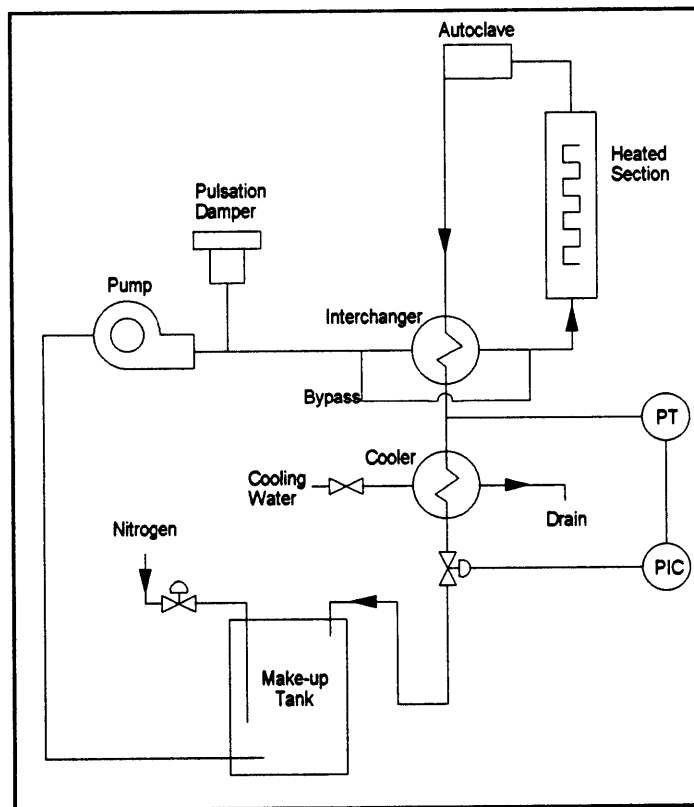 Autoclave
Heated
Section
Pulsation
Damper
Pump
Interchanger
Bypass
PT
Cooler
Cooling
Water
Drain
Nitrogen
PIC
Make-up
Tank